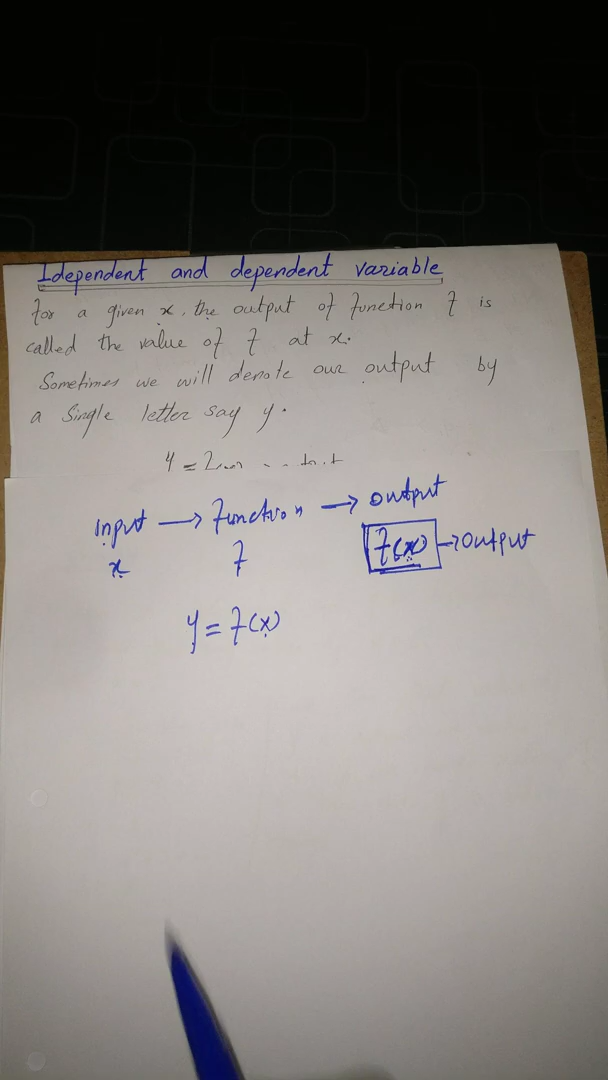 Idependent and dependent variable
For a given x, the output of function f is
called the value of f at x.
Sometimes we will denote our output by
a single letter say y.
y =
input → function → output
x f f(x) → output
y = f(x)